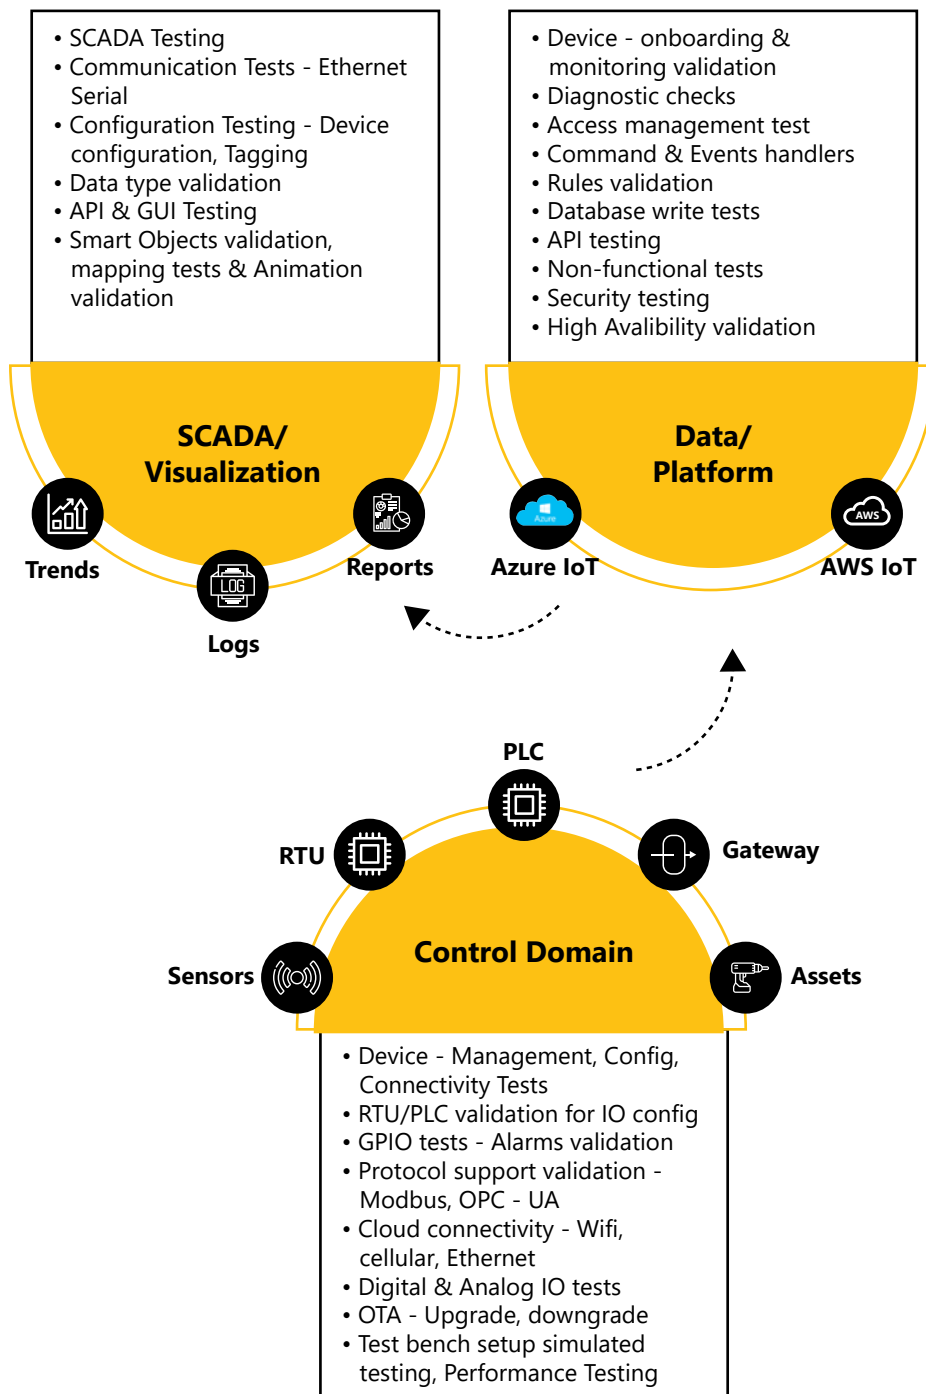 • SCADA Testing
• Communication Tests - Ethernet
Serial
• Configuration Testing - Device
configuration, Tagging
• Data type validation
• API & GUI Testing
• Smart Objects validation,
mapping tests & Animation
validation
SCADA/
Visualization
Trends
LOG
Logs
Reports
• Device - onboarding &
monitoring validation
• Diagnostic checks
• Access management test
• Command & Events handlers
• Rules validation
• Database write tests
• API testing
• Non-functional tests
• Security testing
• High Avalibility validation
Data/
Platform
Azure
Azure IoT
AWS
AWS IoT
PLC
RTU
Gateway
Sensors
Control Domain
Assets
• Device - Management, Config,
Connectivity Tests
• RTU/PLC validation for IO config
• GPIO tests - Alarms validation
• Protocol support validation -
Modbus, OPC - UA
• Cloud connectivity - Wifi,
cellular, Ethernet
• Digital & Analog IO tests
• OTA - Upgrade, downgrade
• Test bench setup simulated
testing, Performance Testing